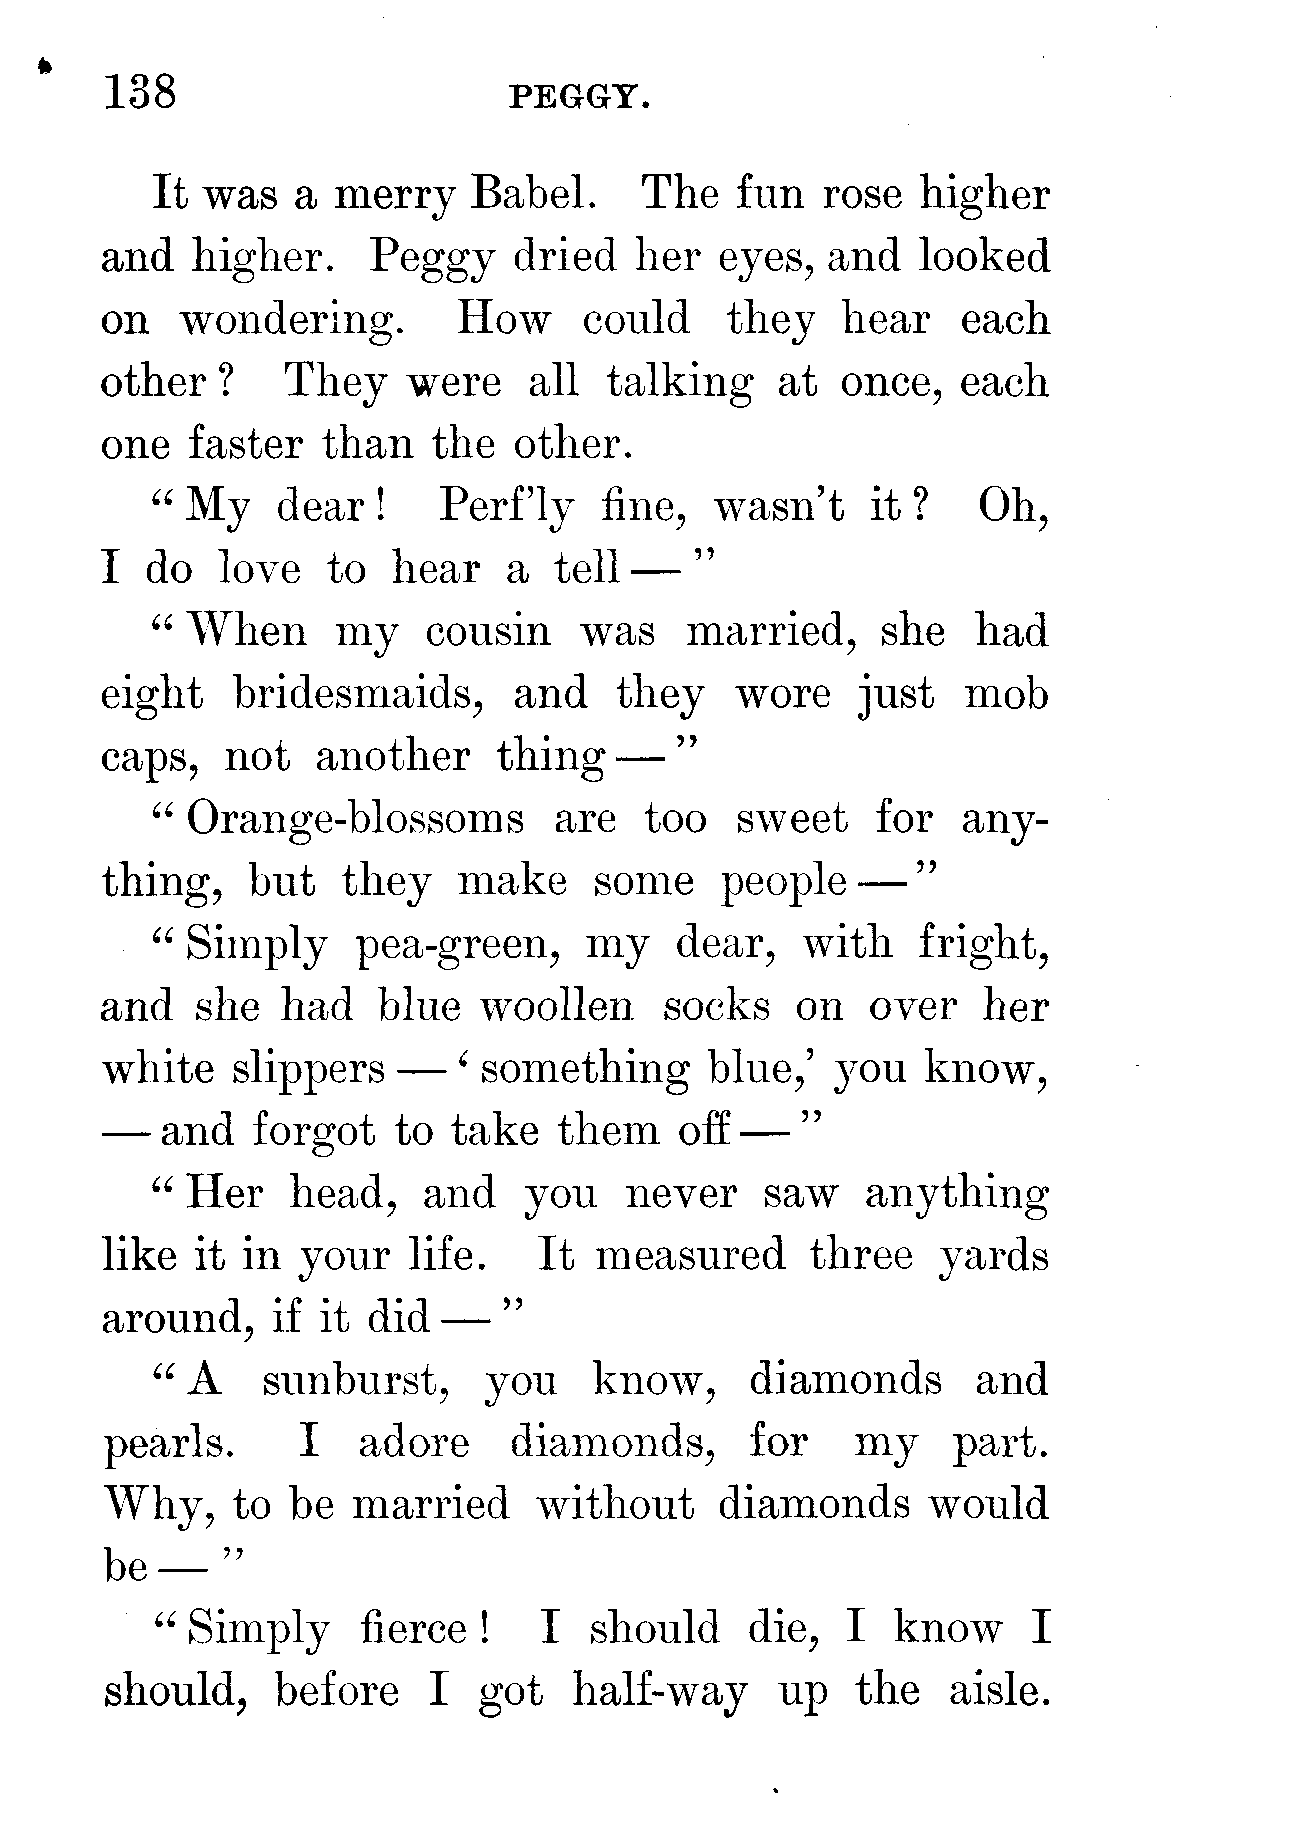 138
PEGGY.
It was a merry Babel. The fun rose higher
and higher. Peggy dried her eyes, and looked
on wondering. How could they hear each
other? They were all talking at once, each
one faster than the other.
“My dear! Perf’ly fine, wasn’t it? Oh,
I do love to hear a tell—”
“When my cousin was married, she had
eight bridesmaids, and they wore just mob
caps, not another thing—”
“Orange-blossoms are too sweet for any-
thing, but they make some people—”
“Simply pea-green, my dear, with fright,
and she had blue woollen socks on over her
white slippers—‘something blue,’ you know,
—and forgot to take them off—”
“Her head, and you never saw anything
like it in your life. It measured three yards
around, if it did—”
“A sunburst, you know, diamonds and
pearls. I adore diamonds, for my part.
Why, to be married without diamonds would
be—”
“Simply fierce! I should die, I know I
should, before I got half-way up the aisle.